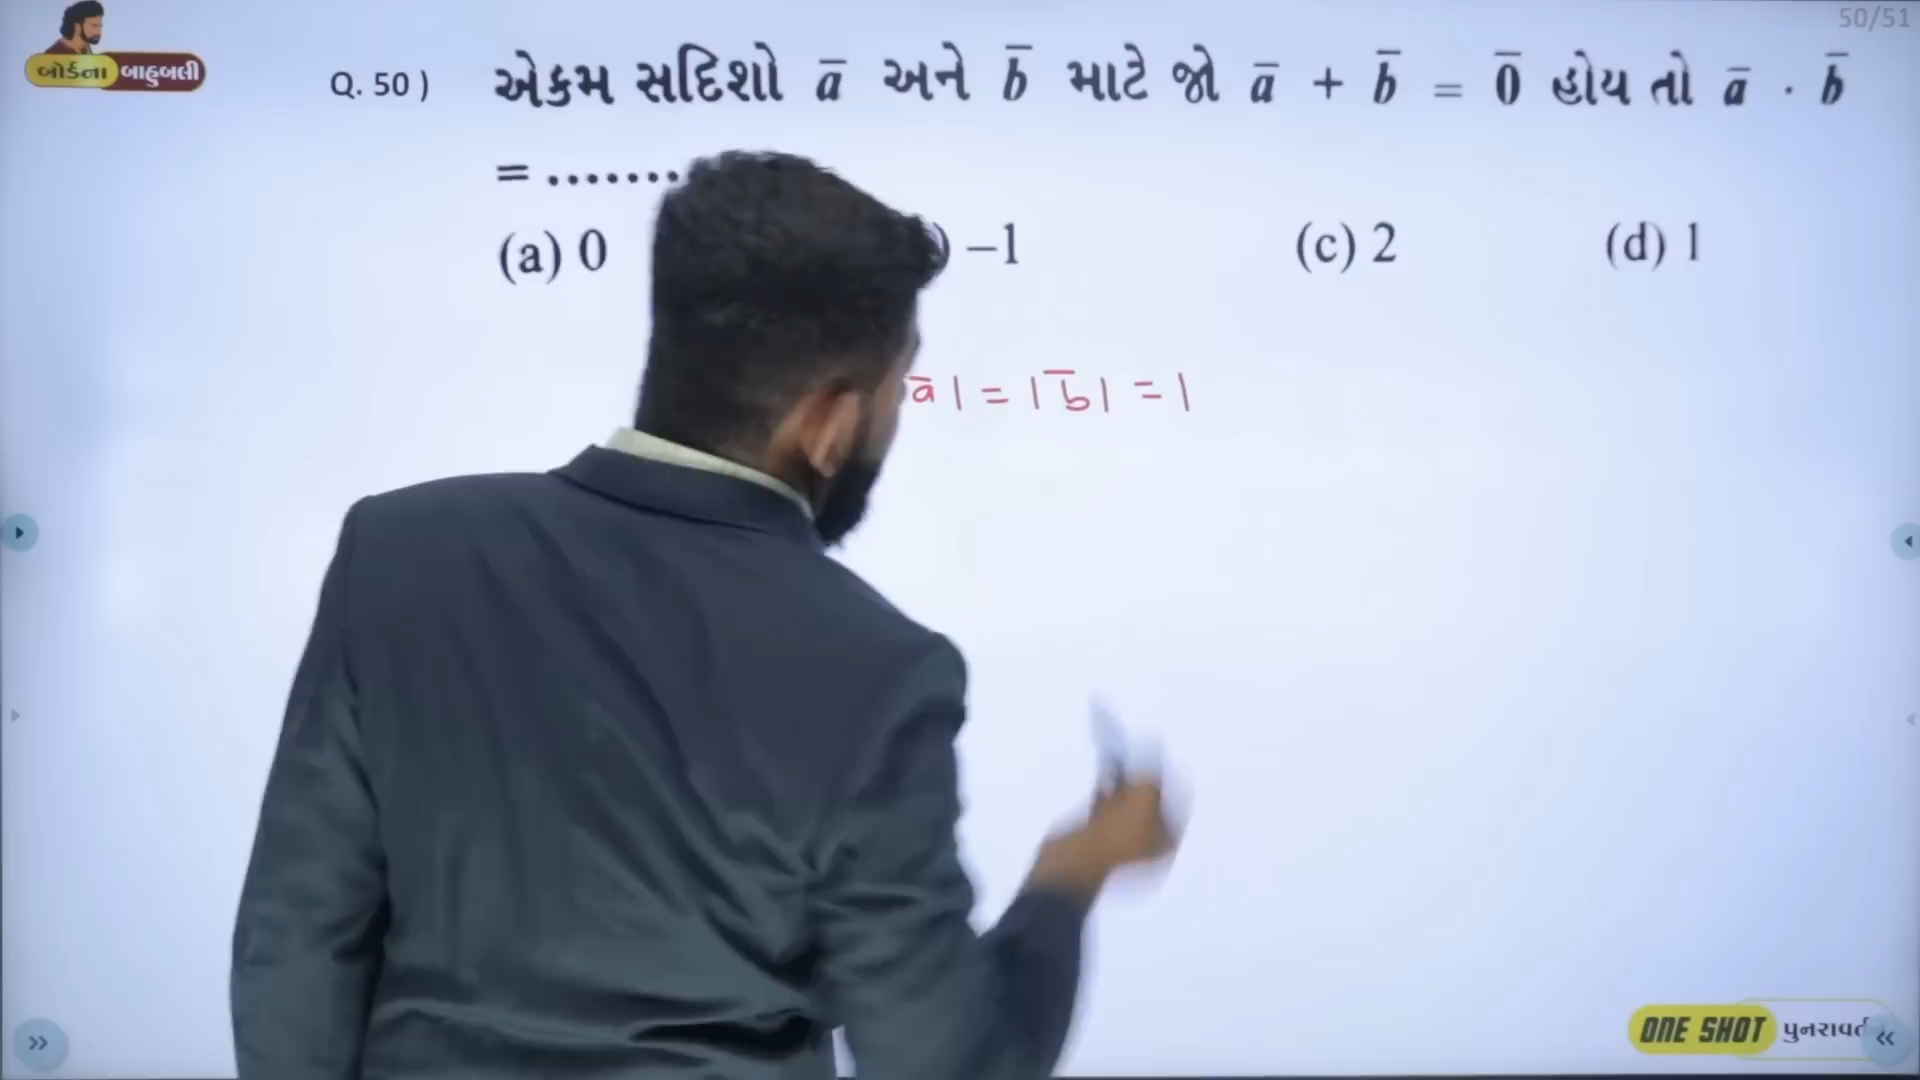 50/51
બોર્ડના બાહુબલી
Q. 50 ) એકમ સદિશો a̅ અને b̅ માટે જો a̅ + b̅ = 0̅ હોય તો a̅ · b̅
= .......
(a) 0 ) –1 (c) 2 (d) 1
a̅ | = | b̅ | = 1
ONE SHOT